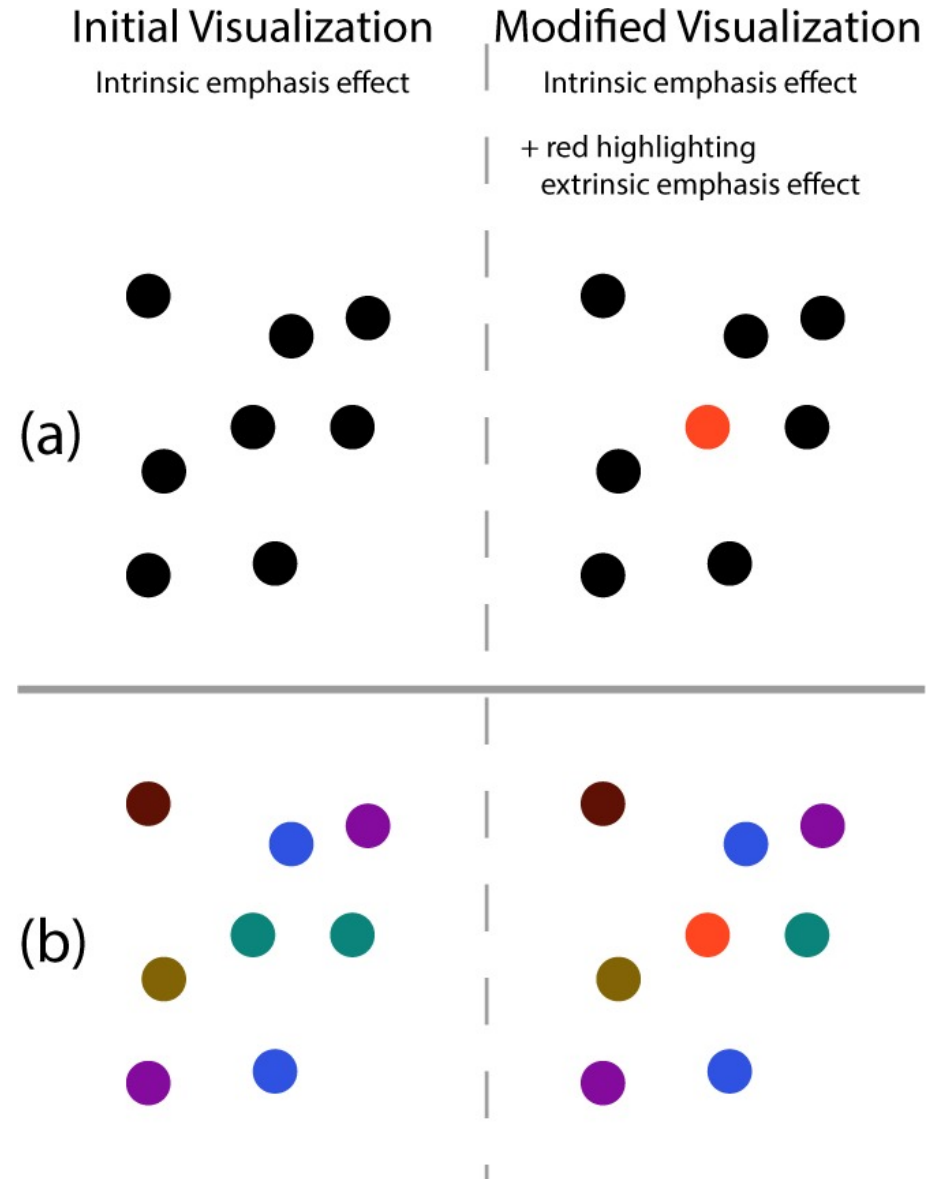 Initial Visualization
Intrinsic emphasis effect
Modified Visualization
Intrinsic emphasis effect
+ red highlighting
extrinsic emphasis effect
(a)
(b)